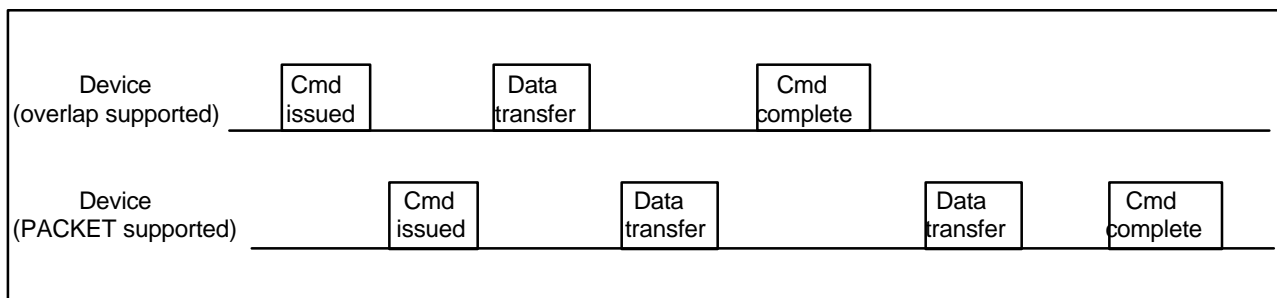 Device
(overlap supported)
Cmd
issued
Data
transfer
Cmd
complete
Device
(PACKET supported)
Cmd
issued
Data
transfer
Data
transfer
Cmd
complete